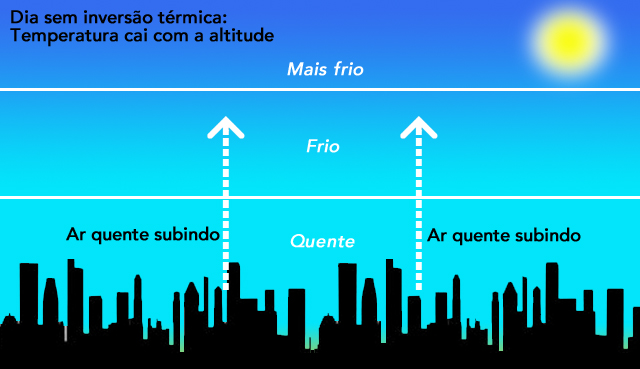 Dia sem inversão térmica:
Temperatura cai com a altitude
Mais frio
Frio
Ar quente subindo
Quente
Ar quente subindo